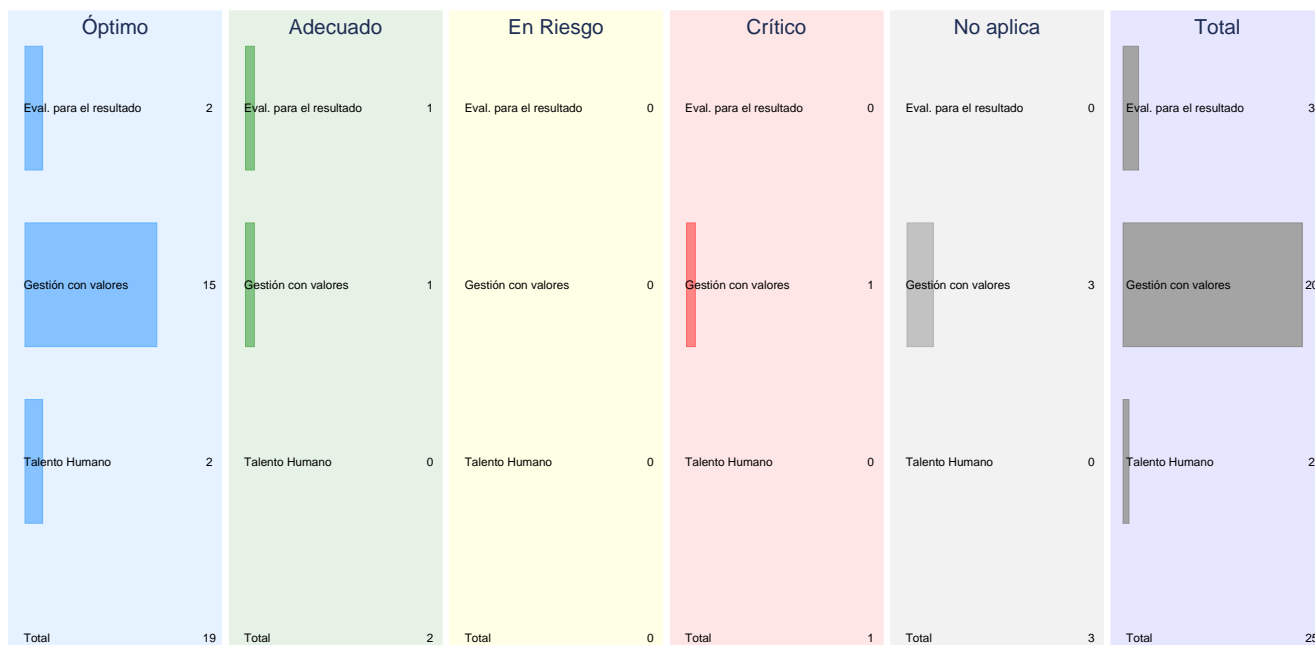 Óptimo Adecuado En Riesgo Crítico No aplica Total
Eval. para el resultado 2 Eval. para el resultado 1 Eval. para el resultado 0 Eval. para el resultado 0 Eval. para el resultado 0 Eval. para el resultado 3
Gestión con valores 15 Gestión con valores 1 Gestión con valores 0 Gestión con valores 1 Gestión con valores 3 Gestión con valores 20
Talento Humano 2 Talento Humano 0 Talento Humano 0 Talento Humano 0 Talento Humano 0 Talento Humano 2
Total 19 Total 2 Total 0 Total 1 Total 3 Total 25